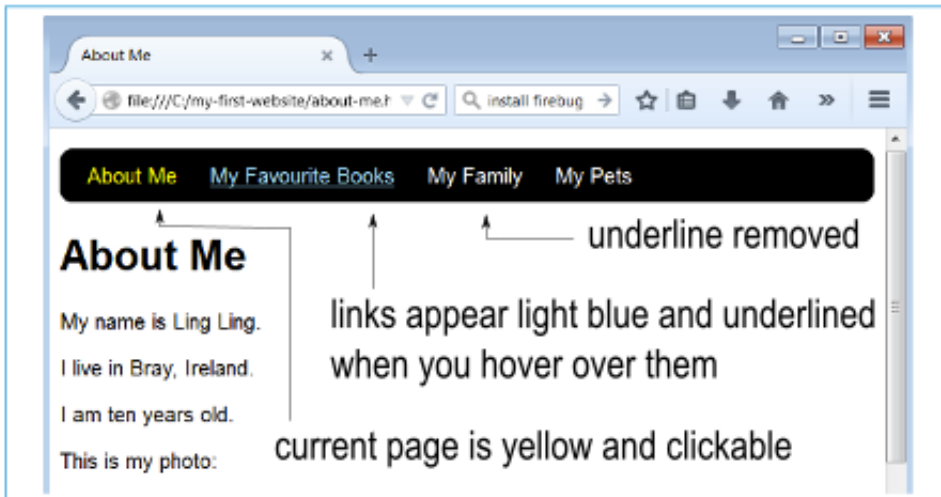 About Me
file:///C:/my-first-website/about-me.h
install firebug
About Me My Favourite Books My Family My Pets
underline removed
About Me
My name is Ling Ling.
links appear light blue and underlined
when you hover over them
I live in Bray, Ireland.
I am ten years old.
current page is yellow and clickable
This is my photo: